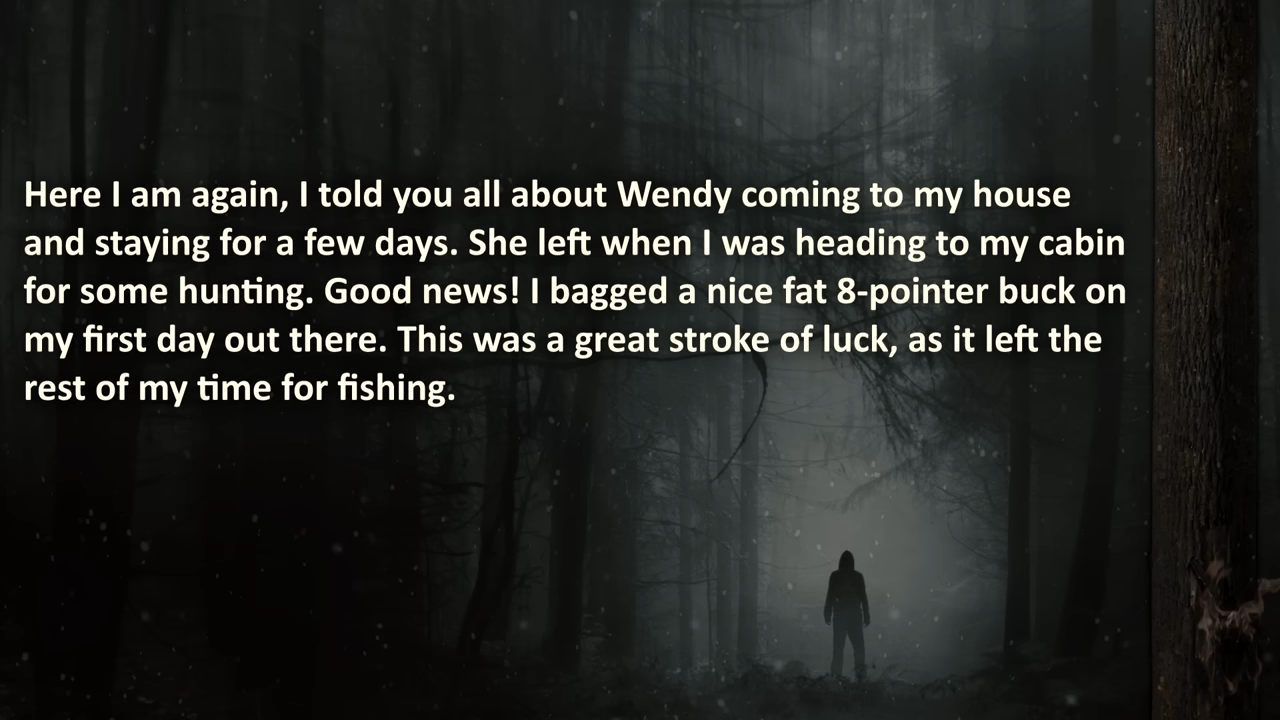 Here I am again, I told you all about Wendy coming to my house
and staying for a few days. She left when I was heading to my cabin
for some hunting. Good news! I bagged a nice fat 8-pointer buck on
my first day out there. This was a great stroke of luck, as it left the
rest of my time for fishing.